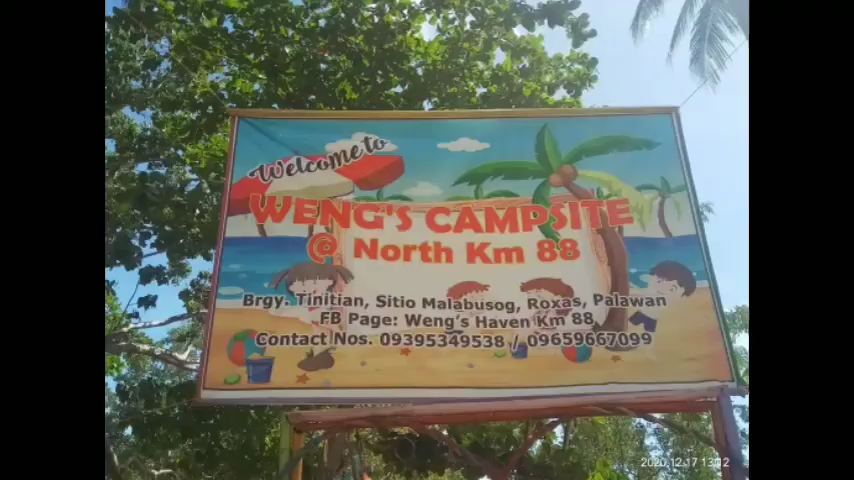 Welcome to
WENG'S CAMPSITE
@ North Km 88
Brgy. Tinitian, Sitio Malabusog, Roxas, Palawan
FB Page: Weng's Haven Km 88
Contact Nos. 09395349538 / 09659667099
2020.12.17 13:12